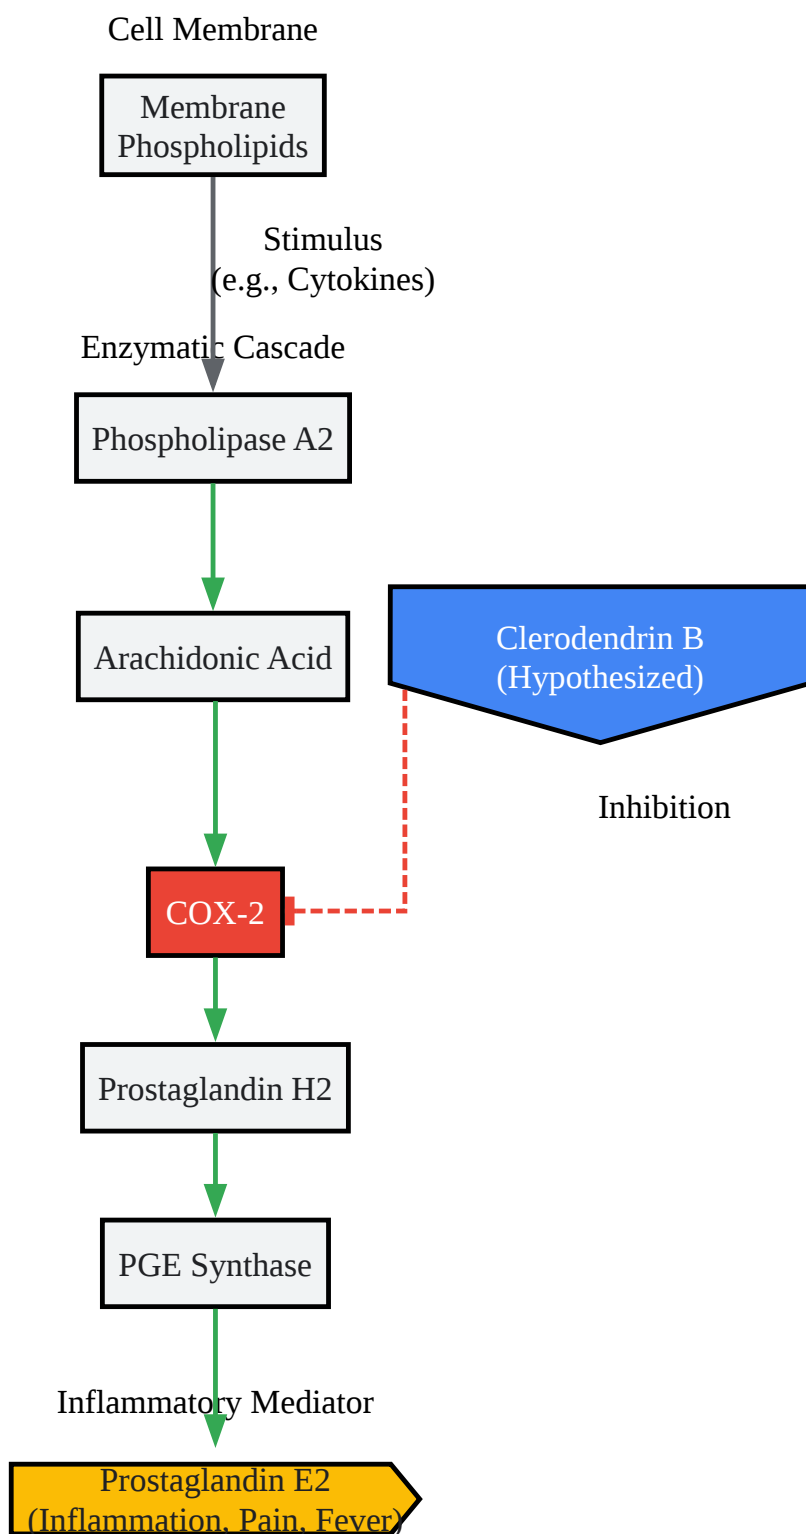 Cell Membrane
Membrane
Phospholipids
Stimulus
(e.g., Cytokines)
Enzymatic Cascade
Phospholipase A2
Arachidonic Acid
Clerodendrin B
(Hypothesized)
Inhibition
COX-2
Prostaglandin H2
PGE Synthase
Inflammatory Mediator
Prostaglandin E2
(Inflammation, Pain, Fever)